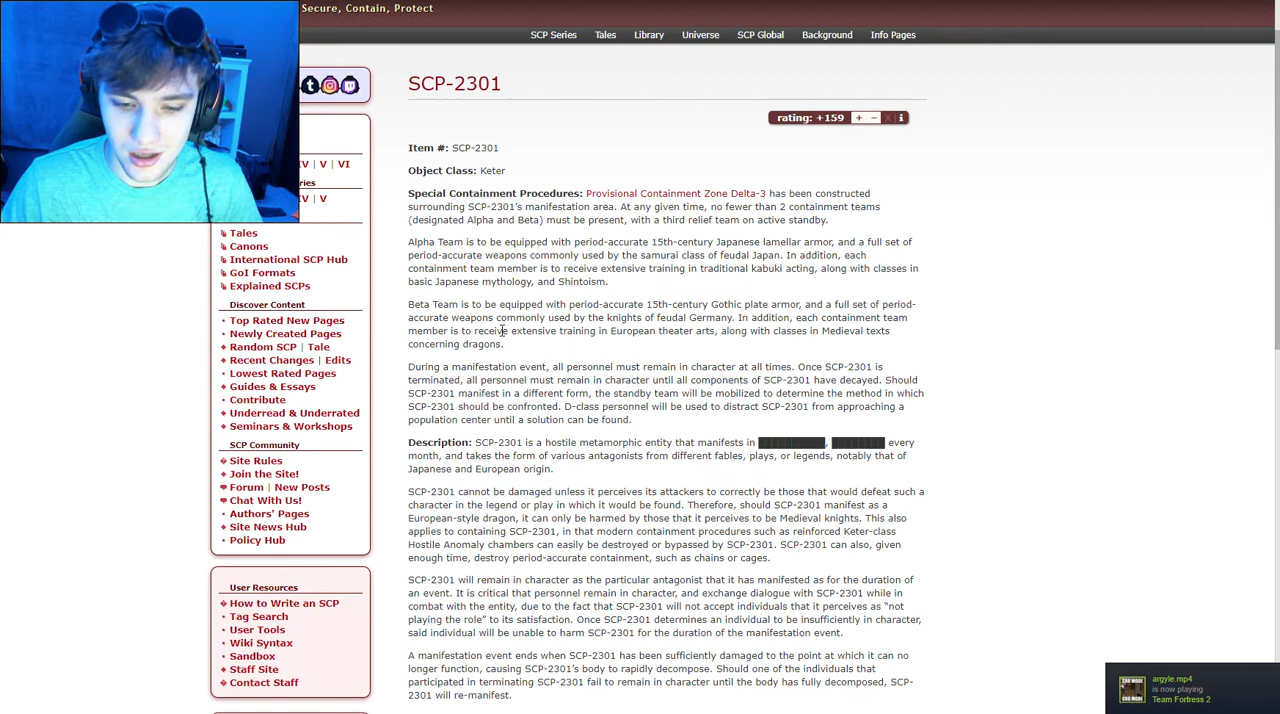 Secure, Contain, Protect
SCP Series Tales Library Universe SCP Global Background Info Pages
SCP-2301
rating: +159 + − X i
IV | V | VI
ries
IV | V
Tales
Canons
International SCP Hub
GoI Formats
Explained SCPs
Discover Content
Top Rated New Pages
Newly Created Pages
Random SCP | Tale
Recent Changes | Edits
Lowest Rated Pages
Guides & Essays
Contribute
Underread & Underrated
Seminars & Workshops
SCP Community
Site Rules
Join the Site!
Forum | New Posts
Chat With Us!
Authors' Pages
Site News Hub
Policy Hub
User Resources
How to Write an SCP
Tag Search
User Tools
Wiki Syntax
Sandbox
Staff Site
Contact Staff
Item #: SCP-2301
Object Class: Keter
Special Containment Procedures: Provisional Containment Zone Delta-3 has been constructed
surrounding SCP-2301's manifestation area. At any given time, no fewer than 2 containment teams
(designated Alpha and Beta) must be present, with a third relief team on active standby.
Alpha Team is to be equipped with period-accurate 15th-century Japanese lamellar armor, and a full set of
period-accurate weapons commonly used by the samurai class of feudal Japan. In addition, each
containment team member is to receive extensive training in traditional kabuki acting, along with classes in
basic Japanese mythology, and Shintoism.
Beta Team is to be equipped with period-accurate 15th-century Gothic plate armor, and a full set of period-
accurate weapons commonly used by the knights of feudal Germany. In addition, each containment team
member is to receive extensive training in European theater arts, along with classes in Medieval texts
concerning dragons.
During a manifestation event, all personnel must remain in character at all times. Once SCP-2301 is
terminated, all personnel must remain in character until all components of SCP-2301 have decayed. Should
SCP-2301 manifest in a different form, the standby team will be mobilized to determine the method in which
SCP-2301 should be confronted. D-class personnel will be used to distract SCP-2301 from approaching a
population center until a solution can be found.
Description: SCP-2301 is a hostile metamorphic entity that manifests in ██████████, ████████ every
month, and takes the form of various antagonists from different fables, plays, or legends, notably that of
Japanese and European origin.
SCP-2301 cannot be damaged unless it perceives its attackers to correctly be those that would defeat such a
character in the legend or play in which it would be found. Therefore, should SCP-2301 manifest as a
European-style dragon, it can only be harmed by those that it perceives to be Medieval knights. This also
applies to containing SCP-2301, in that modern containment procedures such as reinforced Keter-class
Hostile Anomaly chambers can easily be destroyed or bypassed by SCP-2301. SCP-2301 can also, given
enough time, destroy period-accurate containment, such as chains or cages.
SCP-2301 will remain in character as the particular antagonist that it has manifested as for the duration of
an event. It is critical that personnel remain in character, and exchange dialogue with SCP-2301 while in
combat with the entity, due to the fact that SCP-2301 will not accept individuals that it perceives as “not
playing the role” to its satisfaction. Once SCP-2301 determines an individual to be insufficiently in character,
said individual will be unable to harm SCP-2301 for the duration of the manifestation event.
A manifestation event ends when SCP-2301 has been sufficiently damaged to the point at which it can no
longer function, causing SCP-2301's body to rapidly decompose. Should one of the individuals that
participated in terminating SCP-2301 fail to remain in character until the body has fully decomposed, SCP-
2301 will re-manifest.
argyle.mp4
is now playing
Team Fortress 2